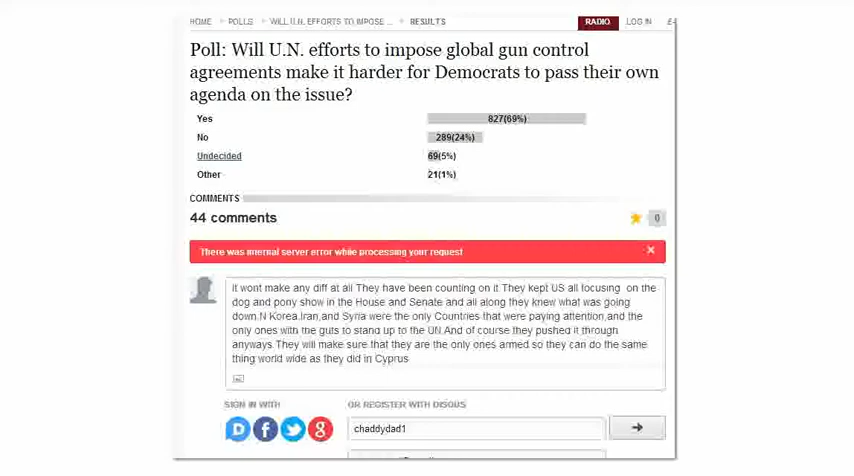 HOME POLLS WILL U.N. EFFORTS TO IMPOSE ... RESULTS RADIO LOG IN
Poll: Will U.N. efforts to impose global gun control
agreements make it harder for Democrats to pass their own
agenda on the issue?
Yes 827(69%)
No 289(24%)
Undecided 69(5%)
Other 21(1%)
COMMENTS
44 comments 0
There was internal server error while processing your request
It wont make any diff at all They have been counting on it They kept US all focusing on the
dog and pony show in the House and Senate and all along they knew what was going
down.N Korea.Iran,and Syria were the only Countries that were paying attention,and the
only ones with the guts to stand up to the UN.And of course they pushed it through
anyways.They will make sure that they are the only ones armed so they can do the same
thing world wide as they did in Cyprus
SIGN IN WITH OR REGISTER WITH DISQUS
chaddydad1